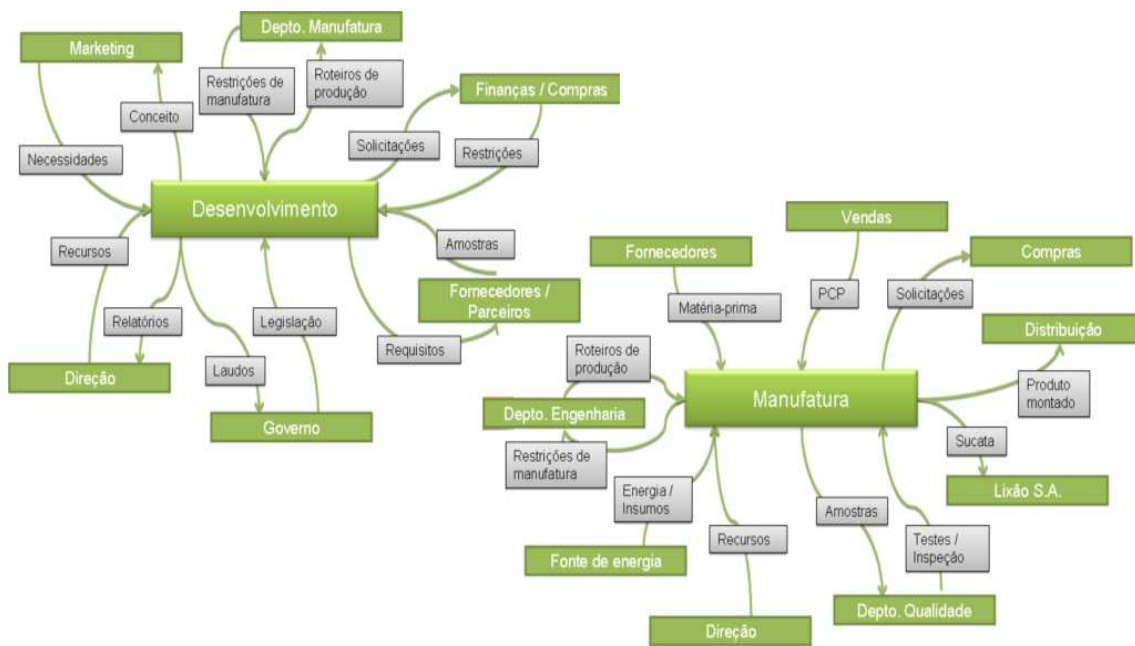 Depto. Manufatura
Marketing
Restrições de
manufatura
Roteiros de
produção
Finanças / Compras
Conceito
Solicitações
Restrições
Necessidades
Desenvolvimento
Recursos
Amostras
Fornecedores /
Parceiros
Relatórios
Legislação
Requisitos
Laudos
Direção
Governo
Vendas
Fornecedores
Compras
Matéria-prima
PCP
Solicitações
Distribuição
Roteiros de
produção
Manufatura
Produto
montado
Depto. Engenharia
Restrições de
manufatura
Sucata
Energia /
Insumos
Lixão S.A.
Amostras
Recursos
Testes /
Inspeção
Fonte de energia
Depto. Qualidade
Direção